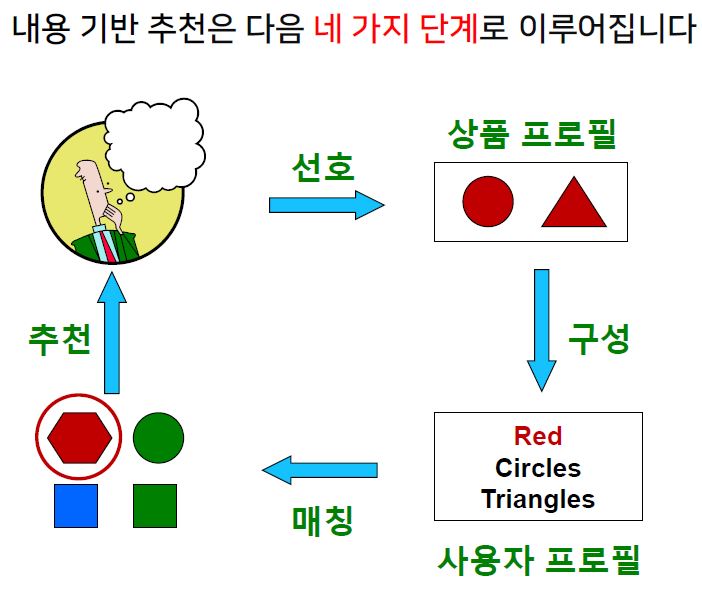 내용 기반 추천은 다음 네 가지 단계로 이루어집니다
선호
상품 프로필
구성
Red
Circles
Triangles
사용자 프로필
매칭
추천